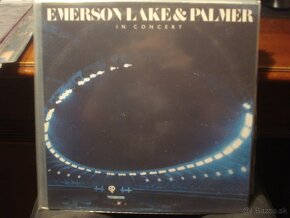 EMERSON LAKE & PALMER
IN CONCERT
Bazos.sk